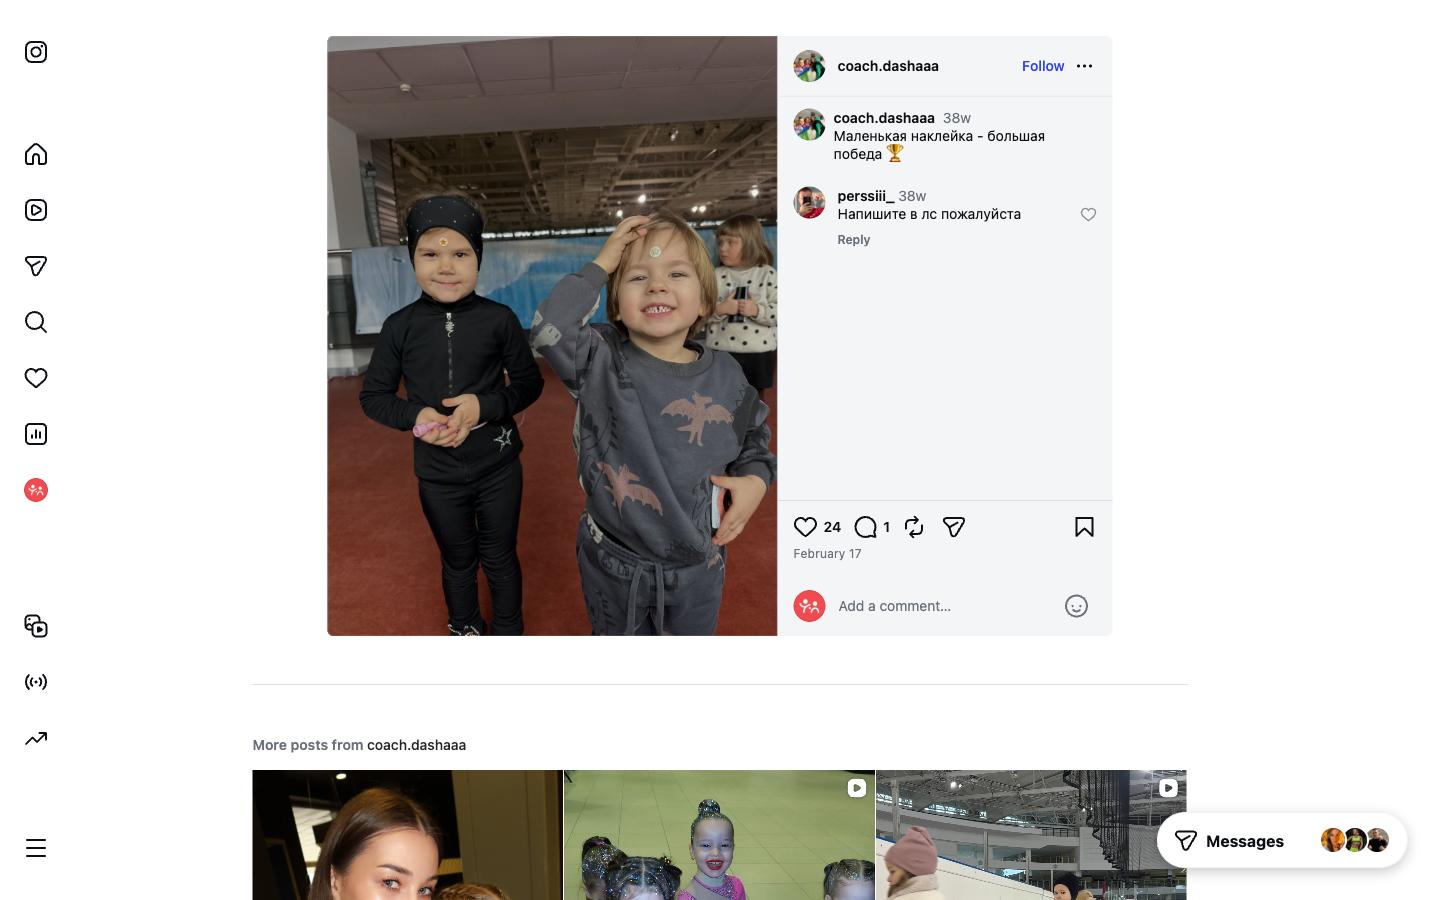 coach.dashaaa
Follow
coach.dashaaa 38w
Маленькая наклейка - большая
победа 🏆
perssiii_ 38w
Напишите в лс пожалуйста
Reply
24
1
February 17
Add a comment...
More posts from coach.dashaaa
Messages